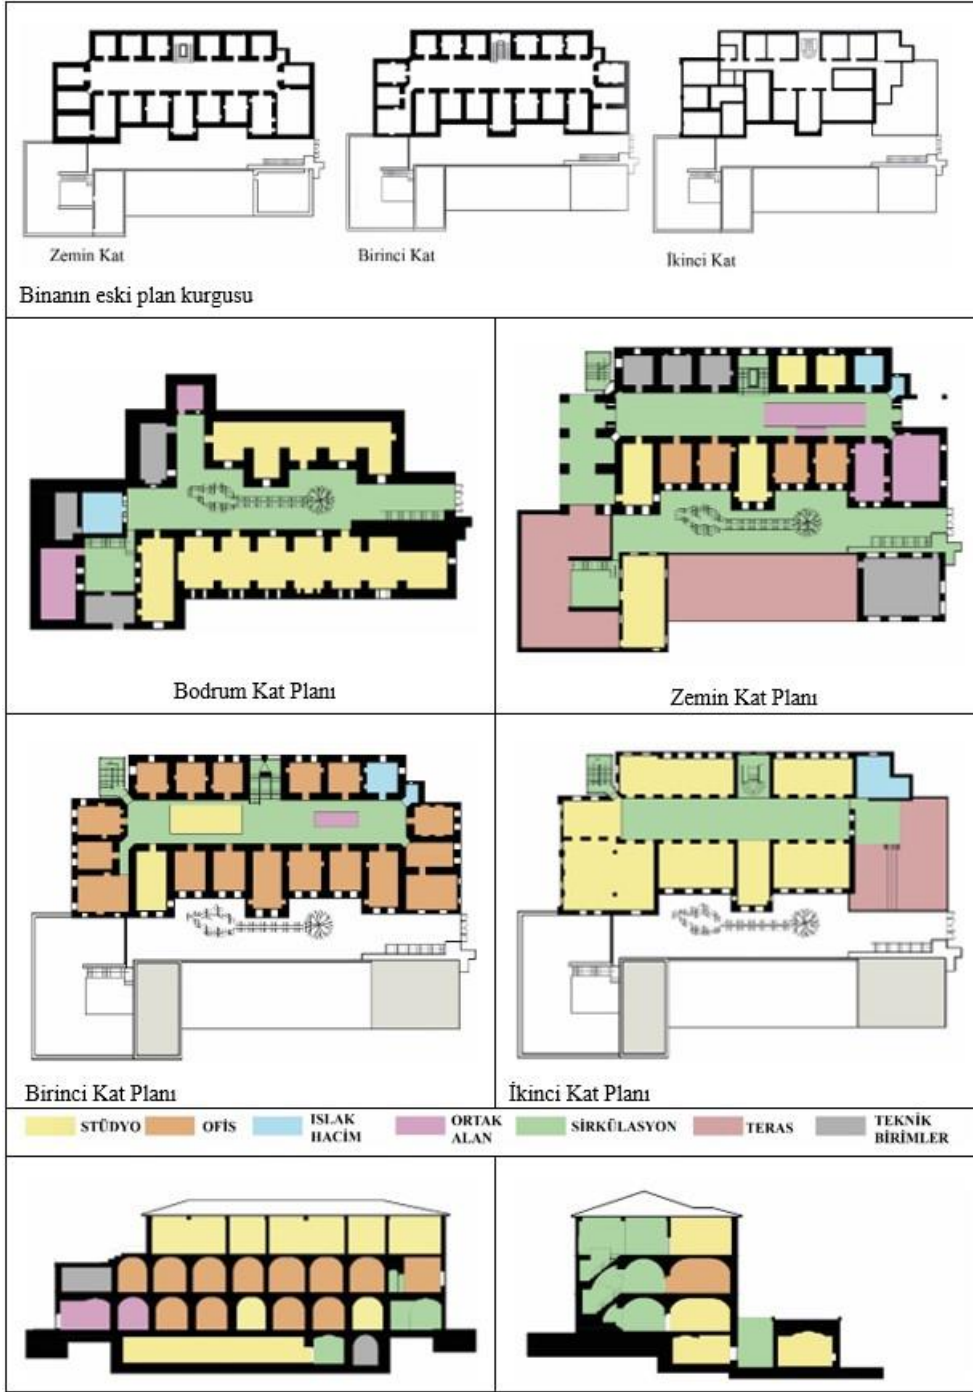 Zemin Kat
Birinci Kat
İkinci Kat
Binanın eski plan kurgusu
Bodrum Kat Planı
Zemin Kat Planı
Birinci Kat Planı
İkinci Kat Planı
STÜDYO
OFİS
ISLAK
HACİM
ORTAK
ALAN
SİRKÜLASYON
TERAS
TEKNİK
BİRİMLER